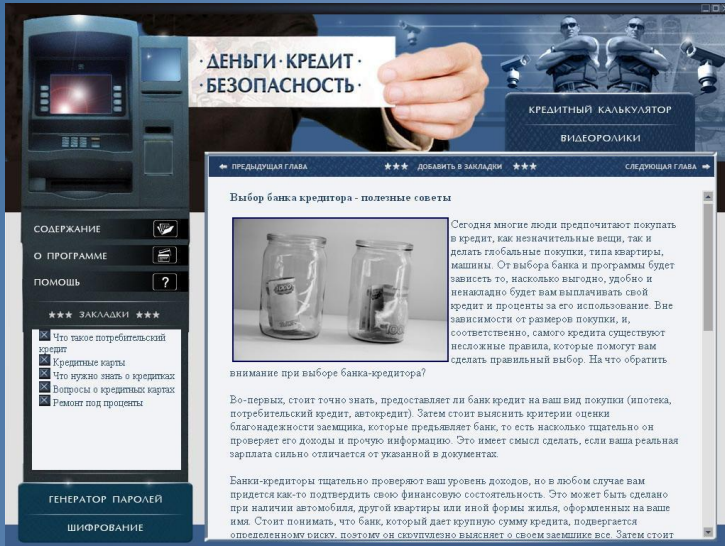 · ДЕНЬГИ · КРЕДИТ ·
· БЕЗОПАСНОСТЬ ·
КРЕДИТНЫЙ КАЛЬКУЛЯТОР
ВИДЕОРОЛИКИ
ПРЕДЫДУЩАЯ ГЛАВА
ДОБАВИТЬ В ЗАКЛАДКИ
СЛЕДУЮЩАЯ ГЛАВА
СОДЕРЖАНИЕ
О ПРОГРАММЕ
ПОМОЩЬ
?
ЗАКЛАДКИ
Что такое потребительский
кредит
Кредитные карты
Что нужно знать о кредитках
Вопросы о кредитных картах
Ремонт под проценты
ГЕНЕРАТОР ПАРОЛЕЙ
ШИФРОВАНИЕ
Выбор банка кредитора - полезные советы
Сегодня многие люди предпочитают покупать
в кредит, как незначительные вещи, так и
делать глобальные покупки, типа квартиры,
машины. От выбора банка и программы будет
зависеть то, насколько выгодно, удобно и
ненакладно будет вам выплачивать свой
кредит и проценты за его использование. Вне
зависимости от размеров покупки, и,
соответственно, самого кредита существуют
несложные правила, которые помогут вам
сделать правильный выбор. На что обратить
внимание при выборе банка-кредитора?
Во-первых, стоит точно знать, предоставляет ли банк кредит на ваш вид покупки (ипотека,
потребительский кредит, автокредит). Затем стоит выяснить критерии оценки
благонадежности заемщика, которые предъявляет банк, то есть насколько тщательно он
проверяет его доходы и прочую информацию. Это имеет смысл сделать, если ваша реальная
зарплата сильно отличается от указанной в документах.
Банки-кредиторы тщательно проверяют ваш уровень доходов, но в любом случае вам
придется как-то подтвердить свою финансовую состоятельность. Это может быть сделано
при наличии автомобиля, другой квартиры или иной формы жилья, оформленных на ваше
имя. Стоит понимать, что банк, который дает крупную сумму кредита, подвергается
определенному риску, поэтому он скрупулезно выясняет о своем заемщике все. Затем стоит